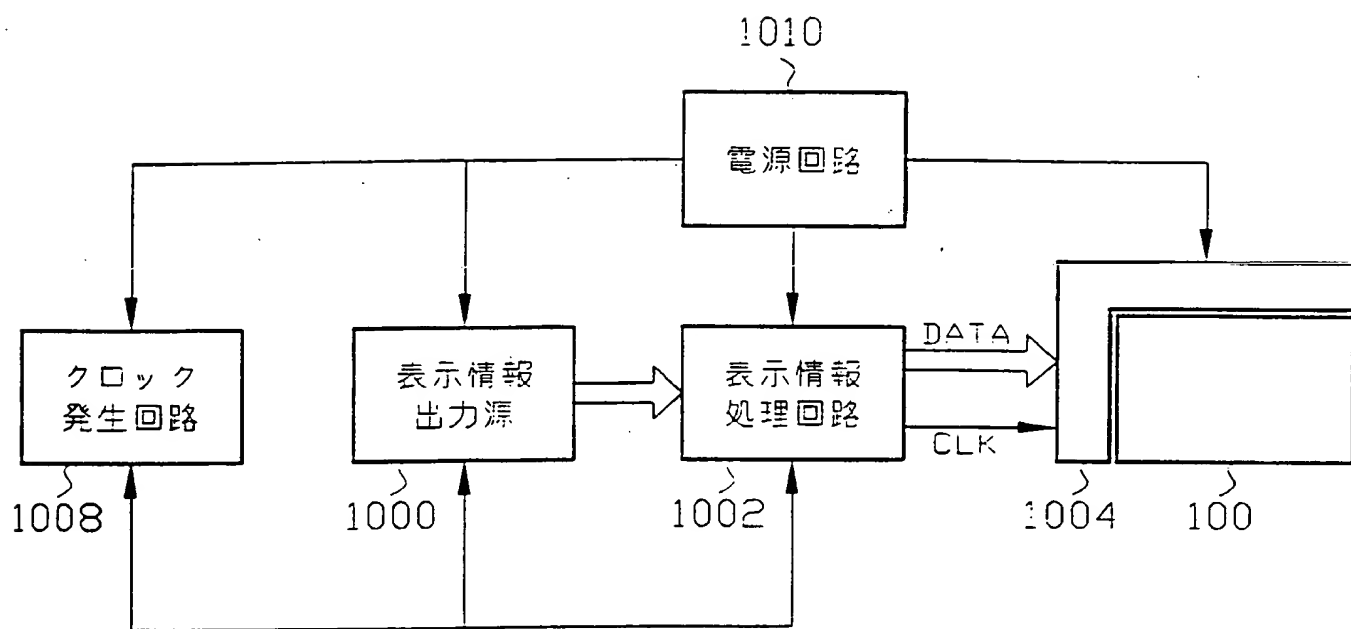 1010
電源回路
クロック
発生回路
表示情報
出力源
表示情報
処理回路
DATA
CLK
1008
1000
1002
1004
100